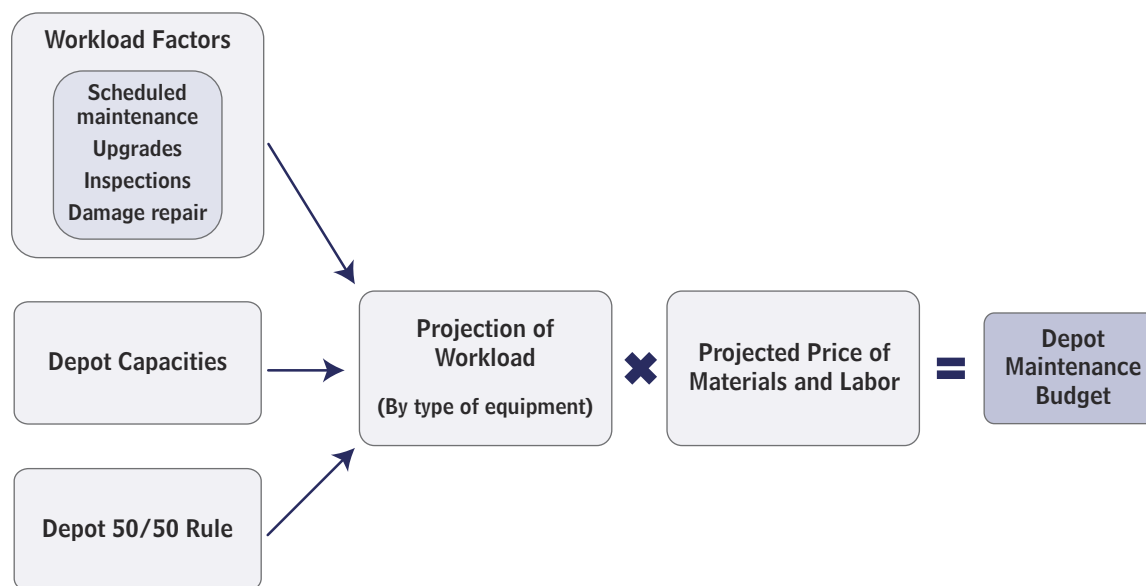 Workload Factors
Scheduled
maintenance
Upgrades
Inspections
Damage repair
Depot Capacities
Depot 50/50 Rule
Projection of
Workload
(By type of equipment)
✖
Projected Price of
Materials and Labor
=
Depot
Maintenance
Budget